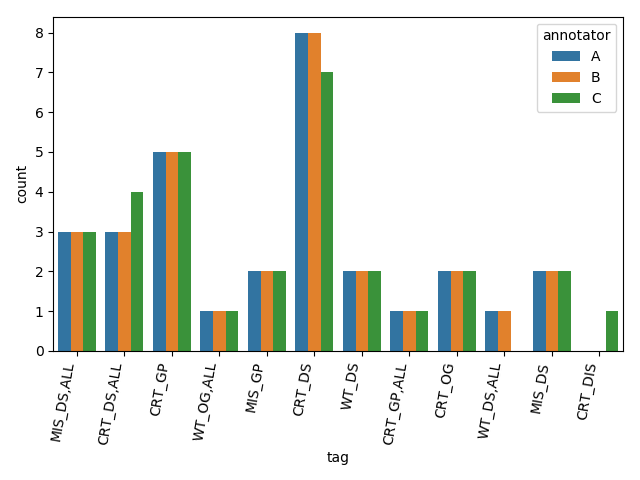 annotator
A
B
C
8
7
6
5
4
3
2
1
0
count
MIS_DS,ALL
CRT_DS,ALL
CRT_GP
WT_OG,ALL
MIS_GP
CRT_DS
WT_DS
CRT_GP,ALL
CRT_OG
WT_DS,ALL
MIS_DS
CRT_DIS
tag